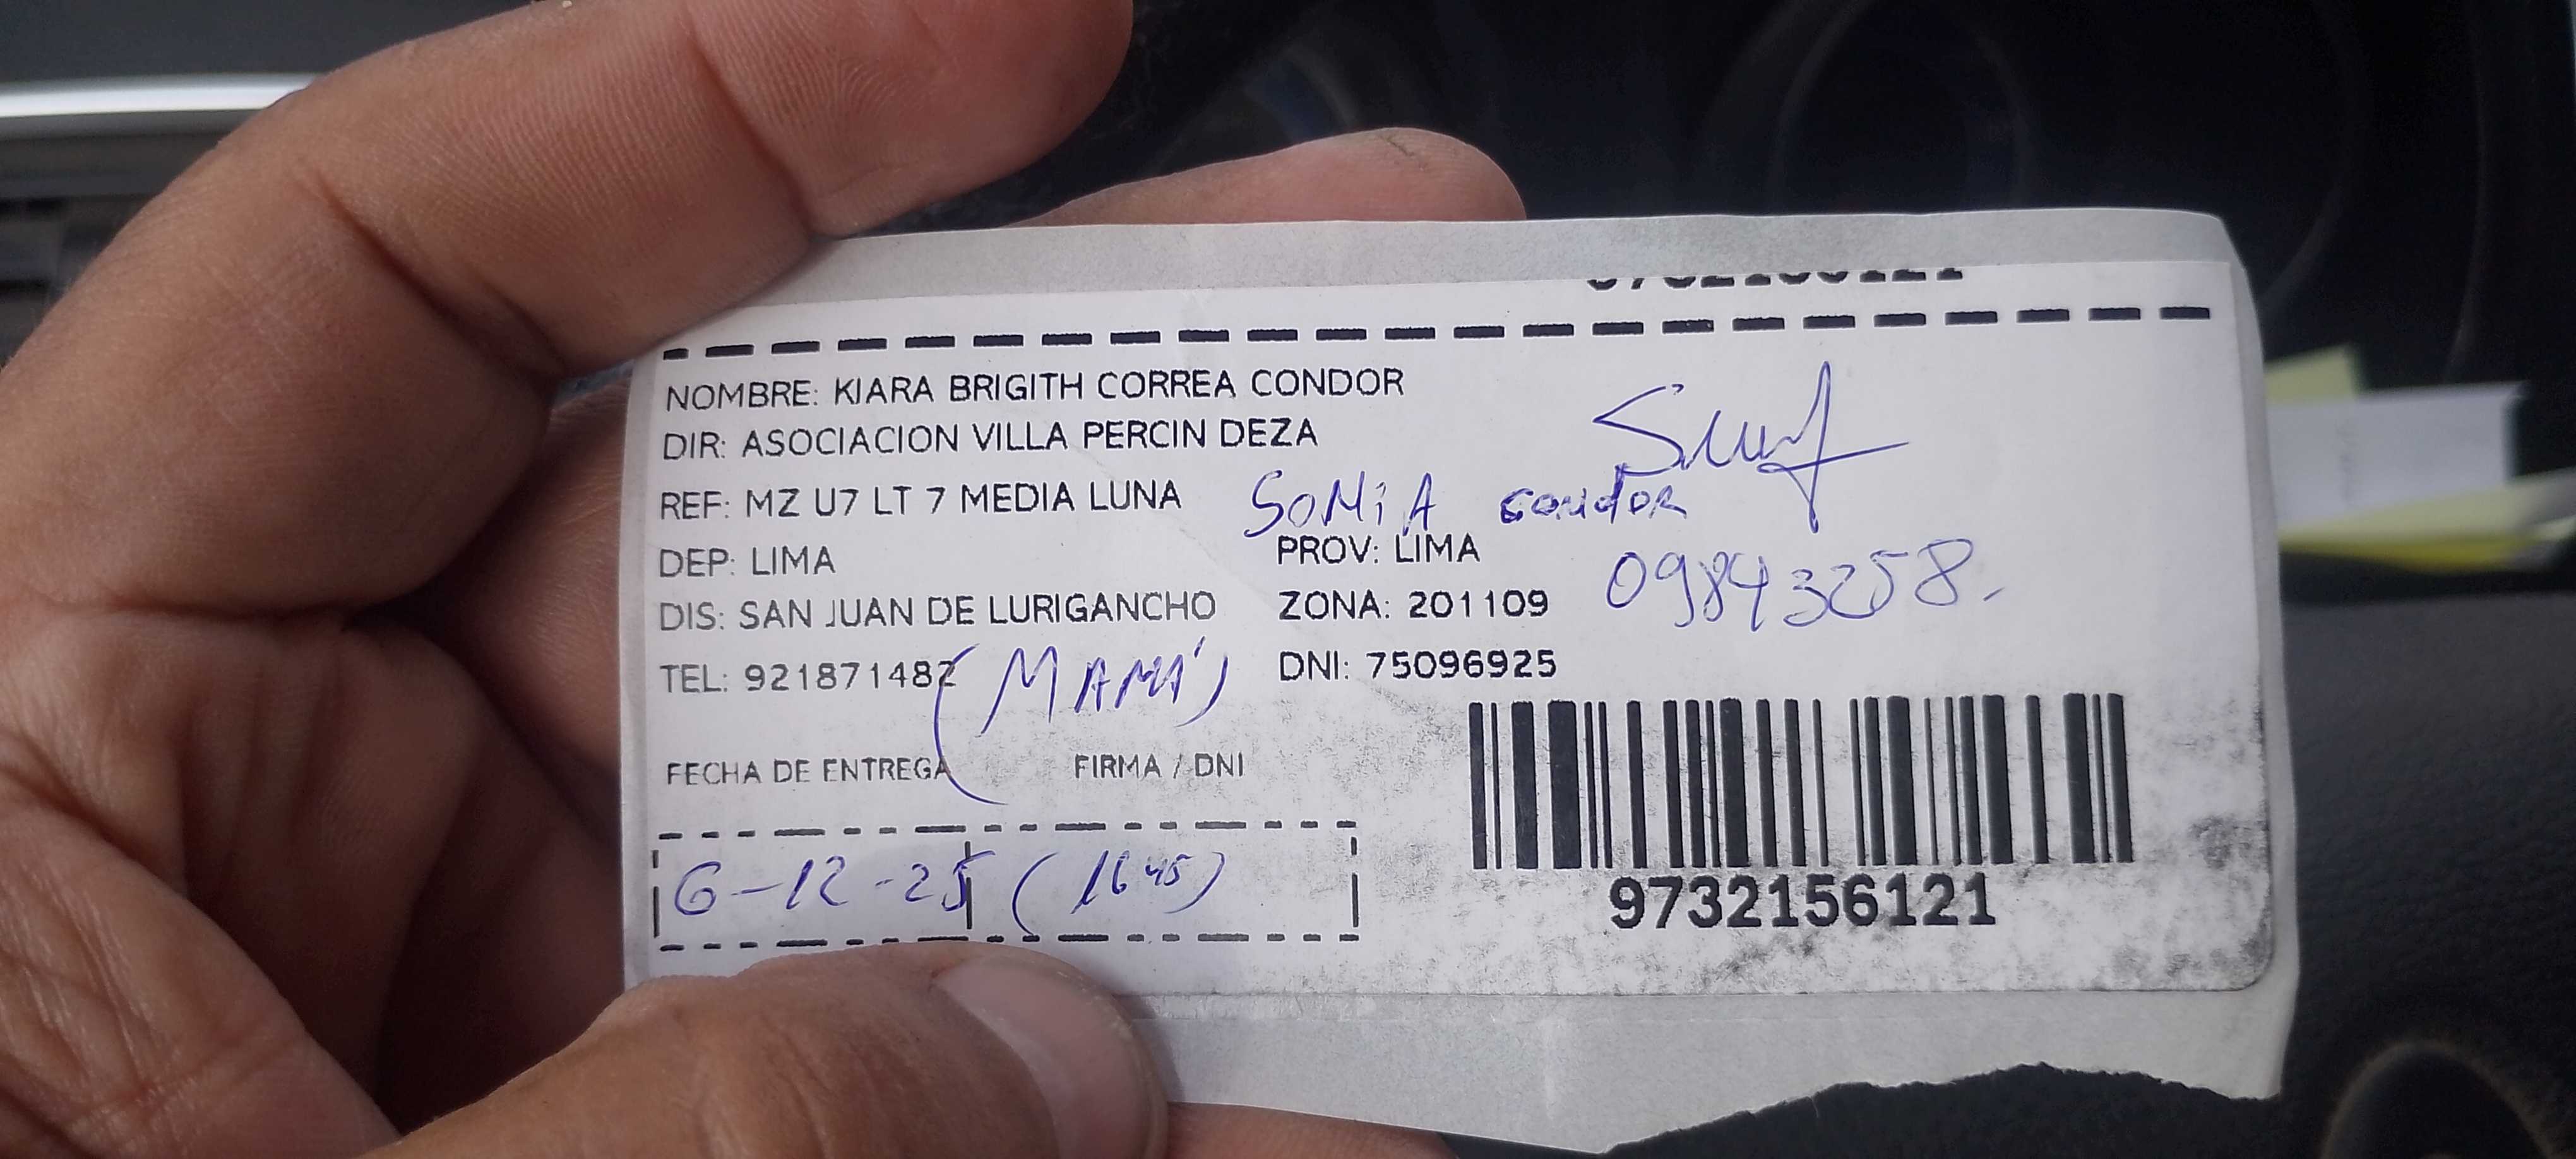 NOMBRE: KIARA BRIGITH CORREA CONDOR
DIR: ASOCIACION VILLA PERCIN DEZA
REF: MZ U7 LT 7 MEDIA LUNA
SONIA CONDOR
DEP: LIMA PROV: LIMA
DIS: SAN JUAN DE LURIGANCHO ZONA: 201109
09843258.
TEL: 921871482 (MAMÁ) DNI: 75096925
FECHA DE ENTREGA FIRMA / DNI
6-12-25 (16 45)
9732156121